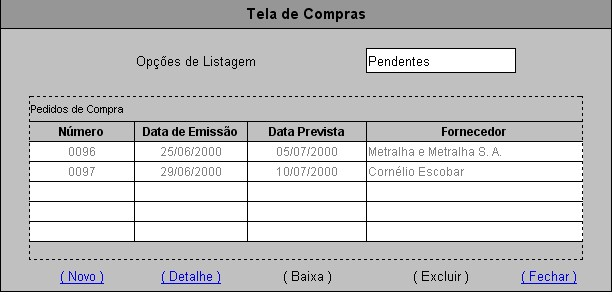 Tela de Compras
Opções de Listagem Pendentes
Pedidos de Compra
Número Data de Emissão Data Prevista Fornecedor
0096 25/06/2000 05/07/2000 Metralha e Metralha S. A.
0097 29/06/2000 10/07/2000 Cornélio Escobar
( Novo ) ( Detalhe ) ( Baixa ) ( Excluir ) ( Fechar )